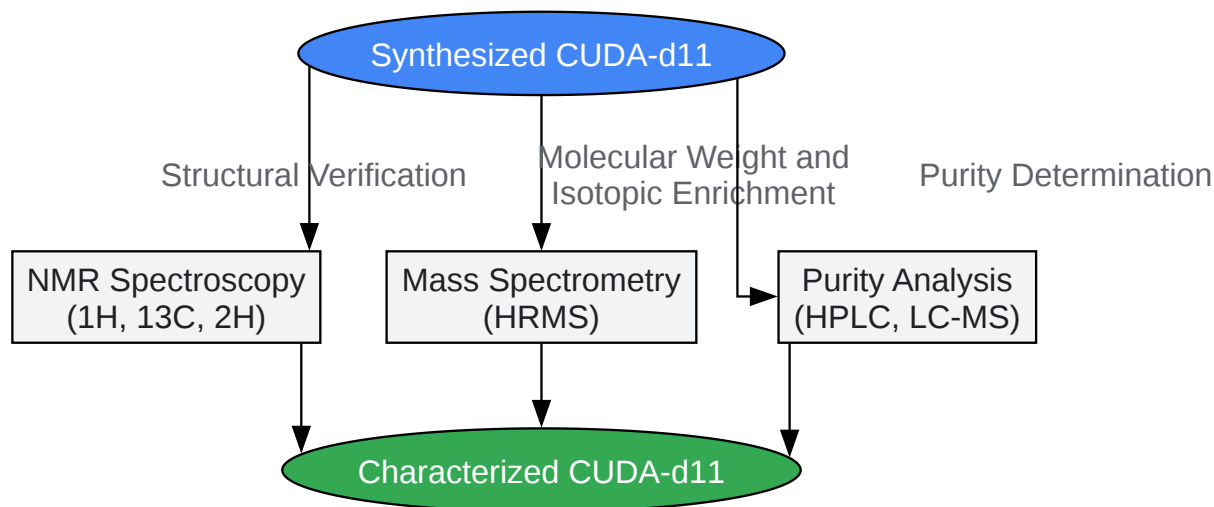 Synthesized CUDA-d11
Structural Verification
Molecular Weight and
Isotopic Enrichment
Purity Determination
NMR Spectroscopy
(1H, 13C, 2H)
Mass Spectrometry
(HRMS)
Purity Analysis
(HPLC, LC-MS)
Characterized CUDA-d11